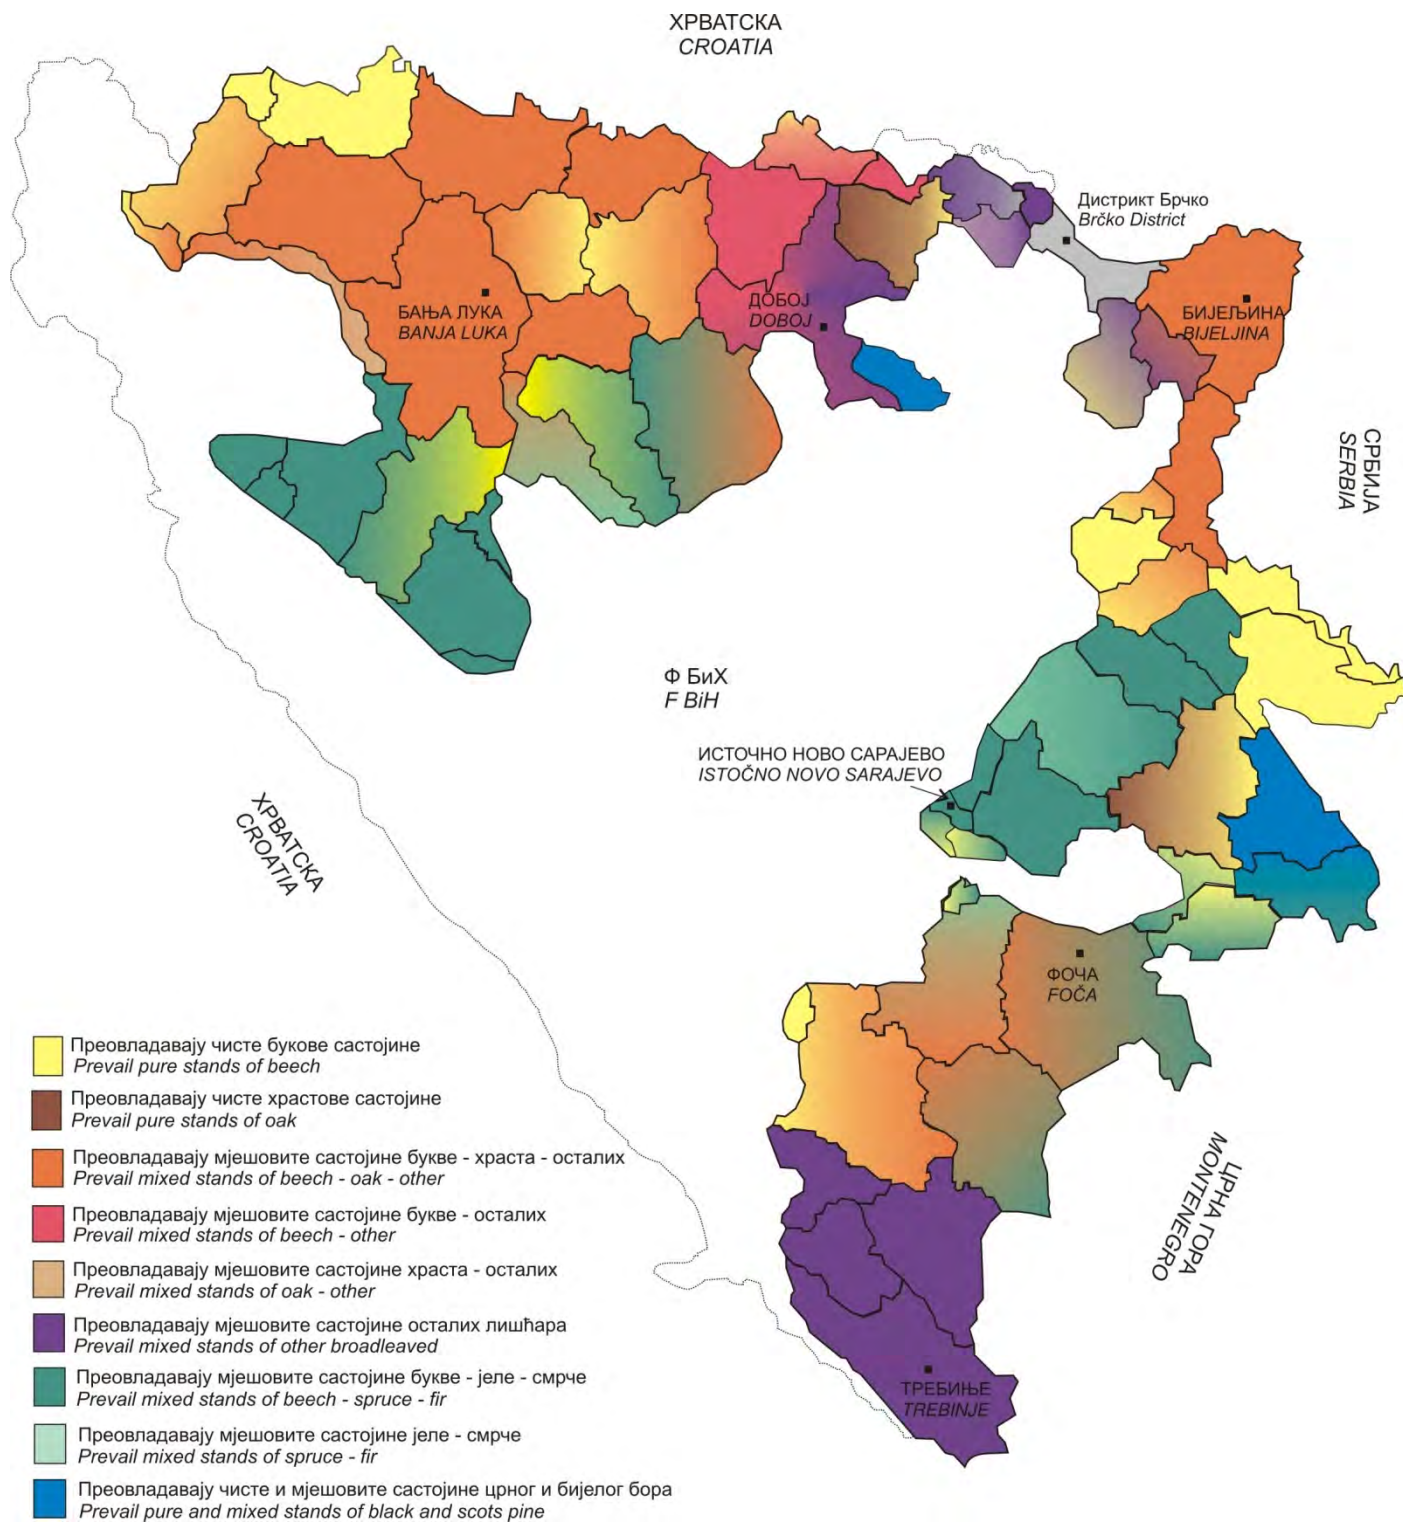 ХРВАТСКА
CROATIA
Дистрикт Брчко
Brčko District
БАЊА ЛУКА
BANJA LUKA
ДОБОЈ
DOBOJ
БИЈЕЉИНА
BIJELJINA
СРБИЈА
SERBIA
Ф БиХ
F BiH
ИСТОЧНО НОВО САРАЈЕВО
ISTOČNO NOVO SARAJEVO
ХРВАТСКА
CROATIA
ФОЧА
FOČA
ЦРНА ГОРА
MONTENEGRO
ТРЕБИЊЕ
TREBINJE
Преовладавају чисте букове састојине
Prevail pure stands of beech
Преовладавају чисте храстове састојине
Prevail pure stands of oak
Преовладавају мјешовите састојине букве - храста - осталих
Prevail mixed stands of beech - oak - other
Преовладавају мјешовите састојине букве - осталих
Prevail mixed stands of beech - other
Преовладавају мјешовите састојине храста - осталих
Prevail mixed stands of oak - other
Преовладавају мјешовите састојине осталих лишћара
Prevail mixed stands of other broadleaved
Преовладавају мјешовите састојине букве - јеле - смрче
Prevail mixed stands of beech - spruce - fir
Преовладавају мјешовите састојине јеле - смрче
Prevail mixed stands of spruce - fir
Преовладавају чисте и мјешовите састојине црног и бијелог бора
Prevail pure and mixed stands of black and scots pine